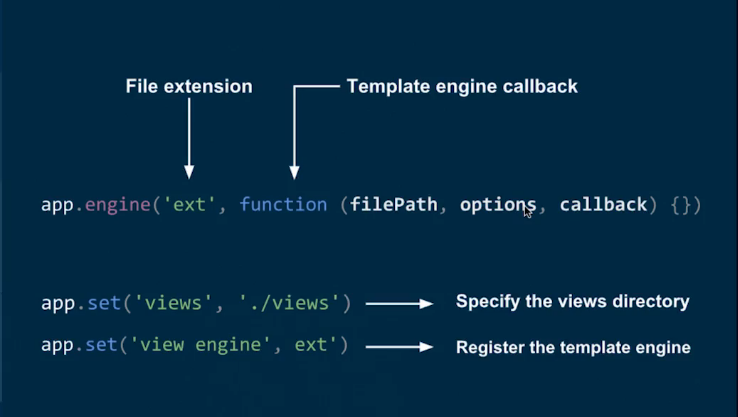 File extension
Template engine callback
app.engine('ext', function (filePath, options, callback) {})
app.set('views', './views')
Specify the views directory
app.set('view engine', ext')
Register the template engine